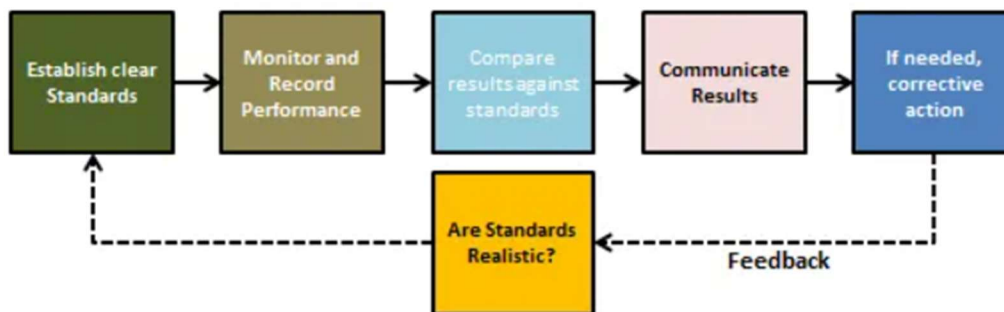 Establish clear
Standards
Monitor and
Record
Performance
Compare
results against
standards
Communicate
Results
If needed,
corrective
action
Are Standards
Realistic?
Feedback